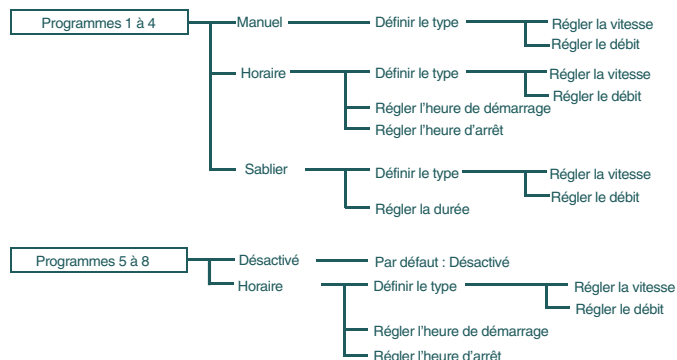 Programmes 1 à 4
Manuel
Définir le type
Régler la vitesse
Régler le débit
Horaire
Définir le type
Régler la vitesse
Régler le débit
Régler l'heure de démarrage
Régler l'heure d'arrêt
Sablier
Définir le type
Régler la vitesse
Régler le débit
Régler la durée
Programmes 5 à 8
Désactivé
Par défaut : Désactivé
Horaire
Définir le type
Régler la vitesse
Régler le débit
Régler l'heure de démarrage
Régler l'heure d'arrêt